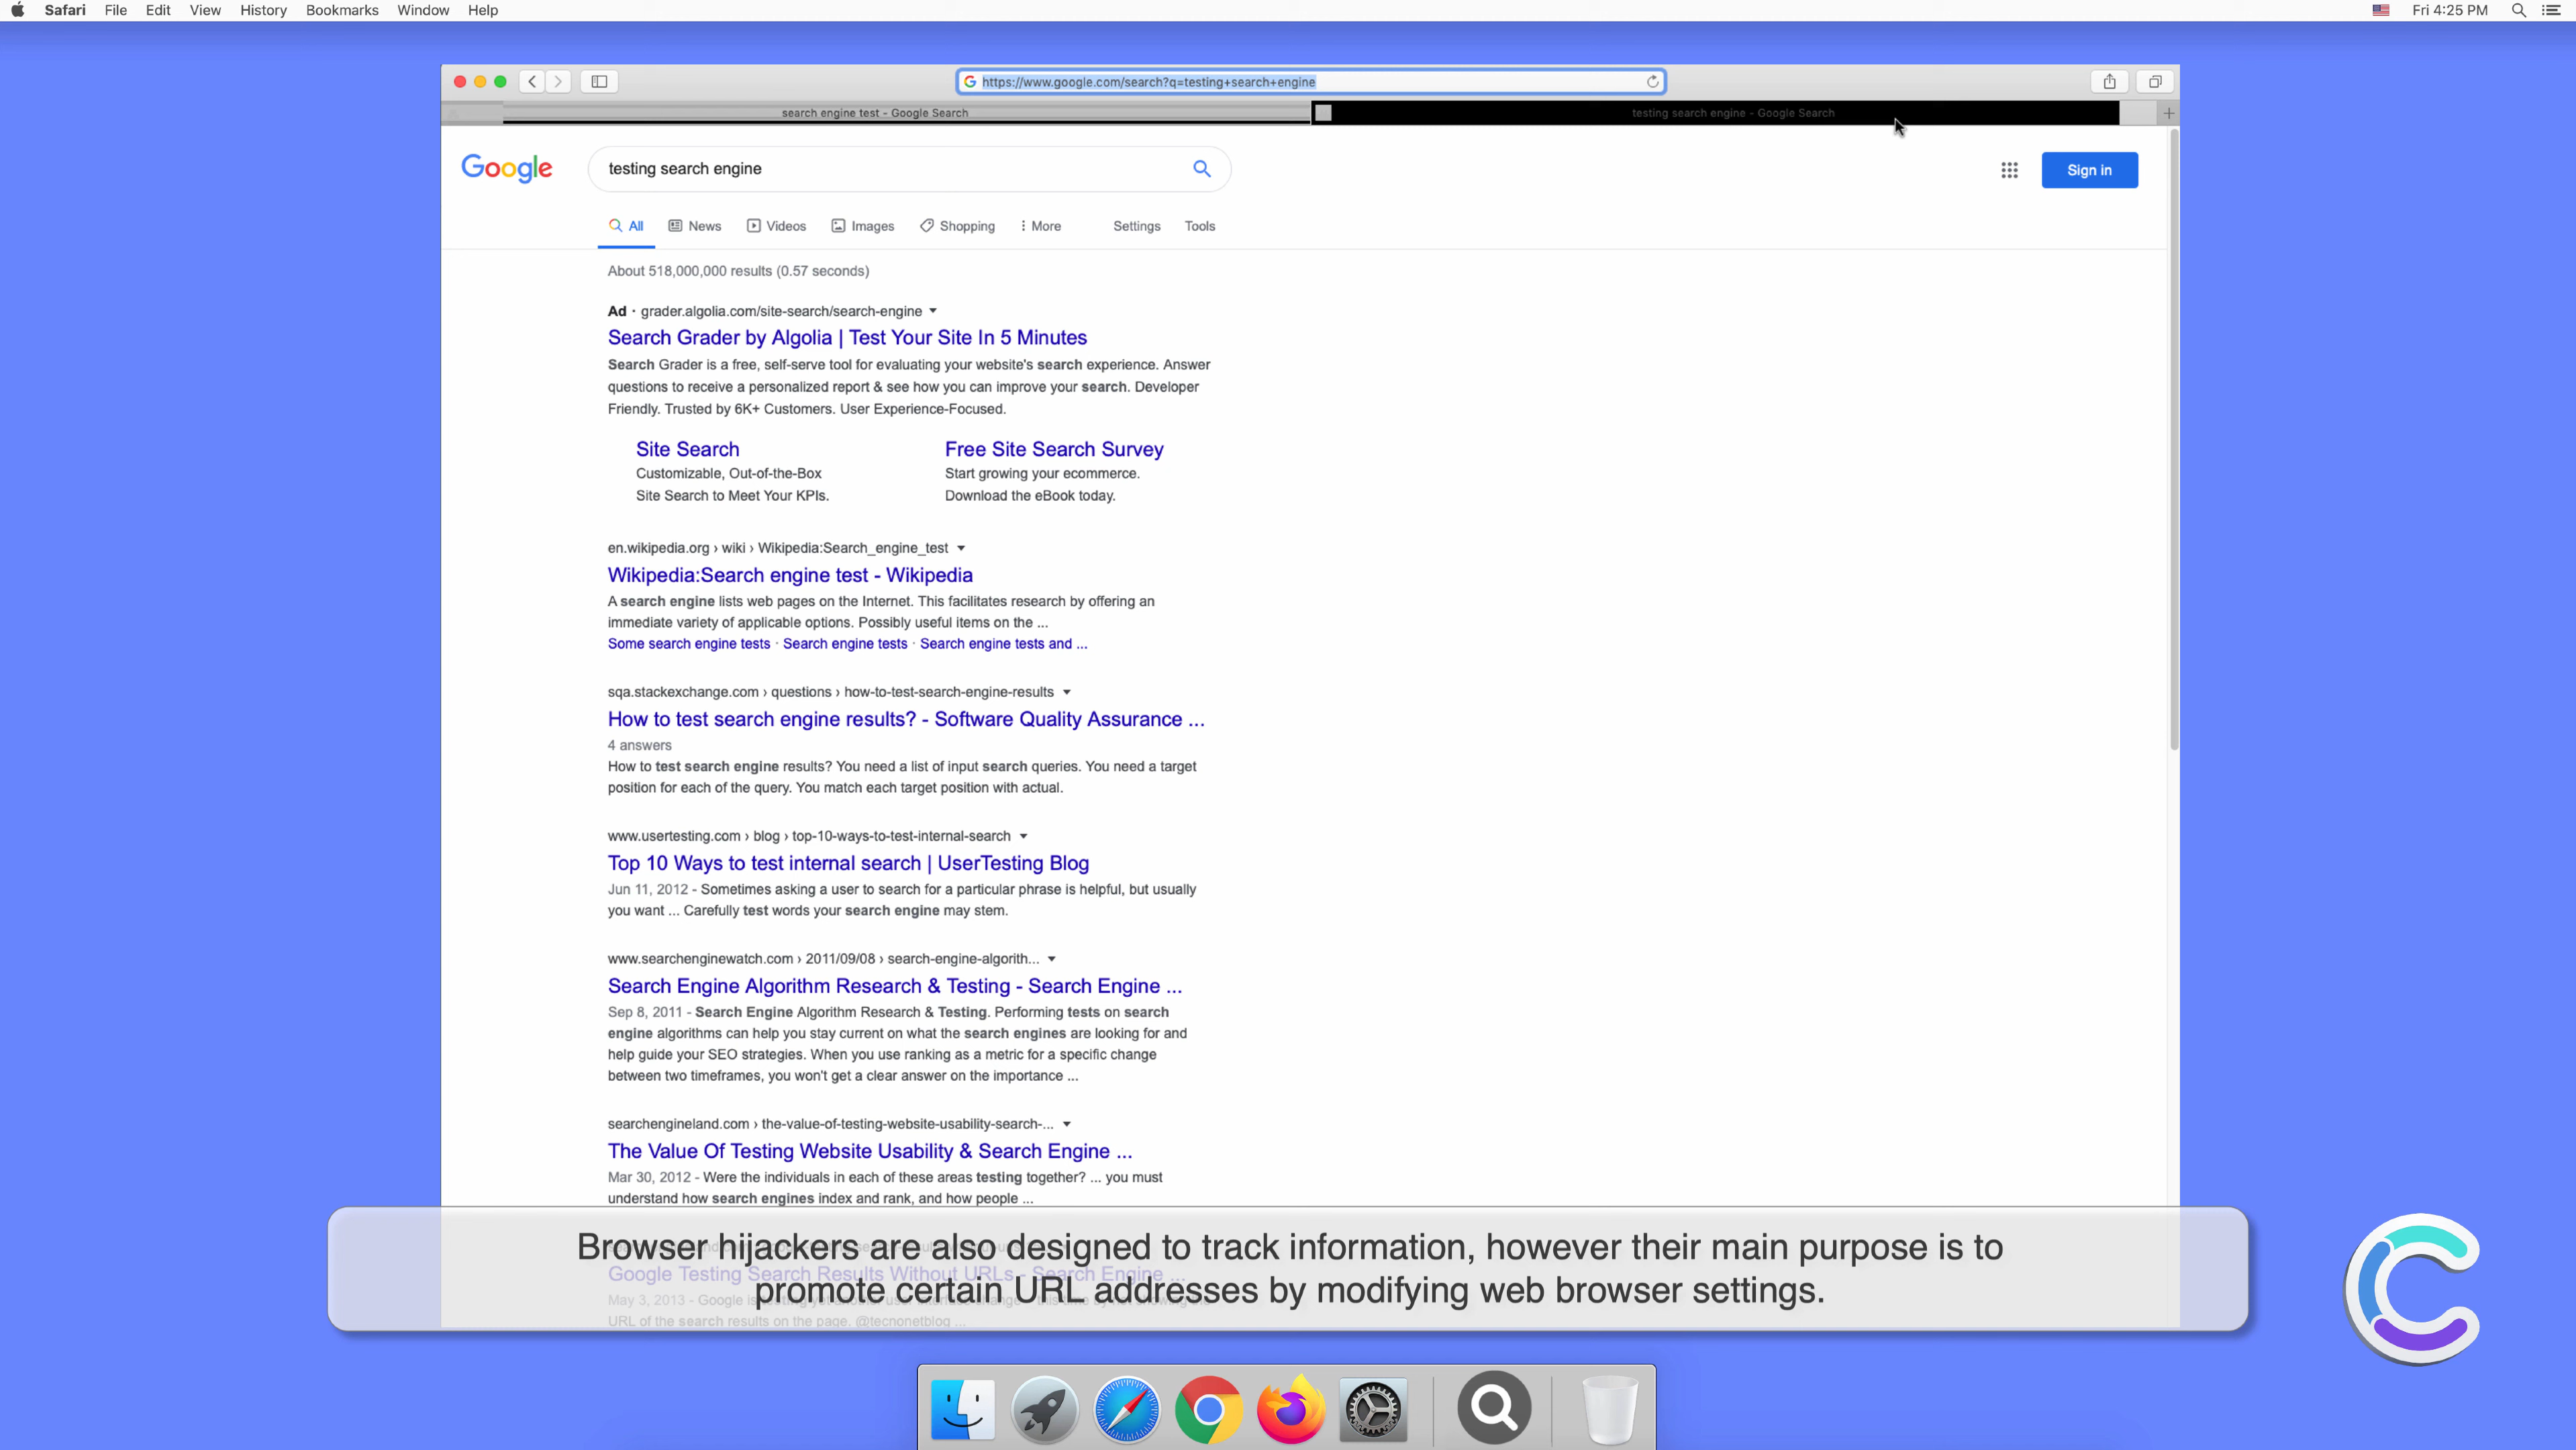 Safari File Edit View History Bookmarks Window Help
Fri 4:25 PM
https://www.google.com/search?q=testing+search+engine
search engine test - Google Search
testing search engine - Google Search
Google
testing search engine
Sign in
All News Videos Images Shopping More Settings Tools
About 518,000,000 results (0.57 seconds)
Ad · grader.algolia.com/site-search/search-engine
Search Grader by Algolia | Test Your Site In 5 Minutes
Search Grader is a free, self-serve tool for evaluating your website's search experience. Answer
questions to receive a personalized report & see how you can improve your search. Developer
Friendly. Trusted by 6K+ Customers. User Experience-Focused.
Site Search
Customizable, Out-of-the-Box
Site Search to Meet Your KPIs.
Free Site Search Survey
Start growing your ecommerce.
Download the eBook today.
en.wikipedia.org › wiki › Wikipedia:Search_engine_test
Wikipedia:Search engine test - Wikipedia
A search engine lists web pages on the Internet. This facilitates research by offering an
immediate variety of applicable options. Possibly useful items on the ...
Some search engine tests · Search engine tests · Search engine tests and ...
sqa.stackexchange.com › questions › how-to-test-search-engine-results
How to test search engine results? - Software Quality Assurance ...
4 answers
How to test search engine results? You need a list of input search queries. You need a target
position for each of the query. You match each target position with actual.
www.usertesting.com › blog › top-10-ways-to-test-internal-search
Top 10 Ways to test internal search | UserTesting Blog
Jun 11, 2012 - Sometimes asking a user to search for a particular phrase is helpful, but usually
you want ... Carefully test words your search engine may stem.
www.searchenginewatch.com › 2011/09/08 › search-engine-algorith...
Search Engine Algorithm Research & Testing - Search Engine ...
Sep 8, 2011 - Search Engine Algorithm Research & Testing. Performing tests on search
engine algorithms can help you stay current on what the search engines are looking for and
help guide your SEO strategies. When you use ranking as a metric for a specific change
between two timeframes, you won't get a clear answer on the importance ...
searchengineland.com › the-value-of-testing-website-usability-search-...
The Value Of Testing Website Usability & Search Engine ...
Mar 30, 2012 - Were the individuals in each of these areas testing together? ... you must
understand how search engines index and rank, and how people ...
Browser hijackers are also designed to track information, however their main purpose is to
Google Testing Search Results Without URLs - Search Engine ...
promote certain URL addresses by modifying web browser settings.
May 3, 2013 - Google is
URL of the search results on the page. @tecnonetblog ...